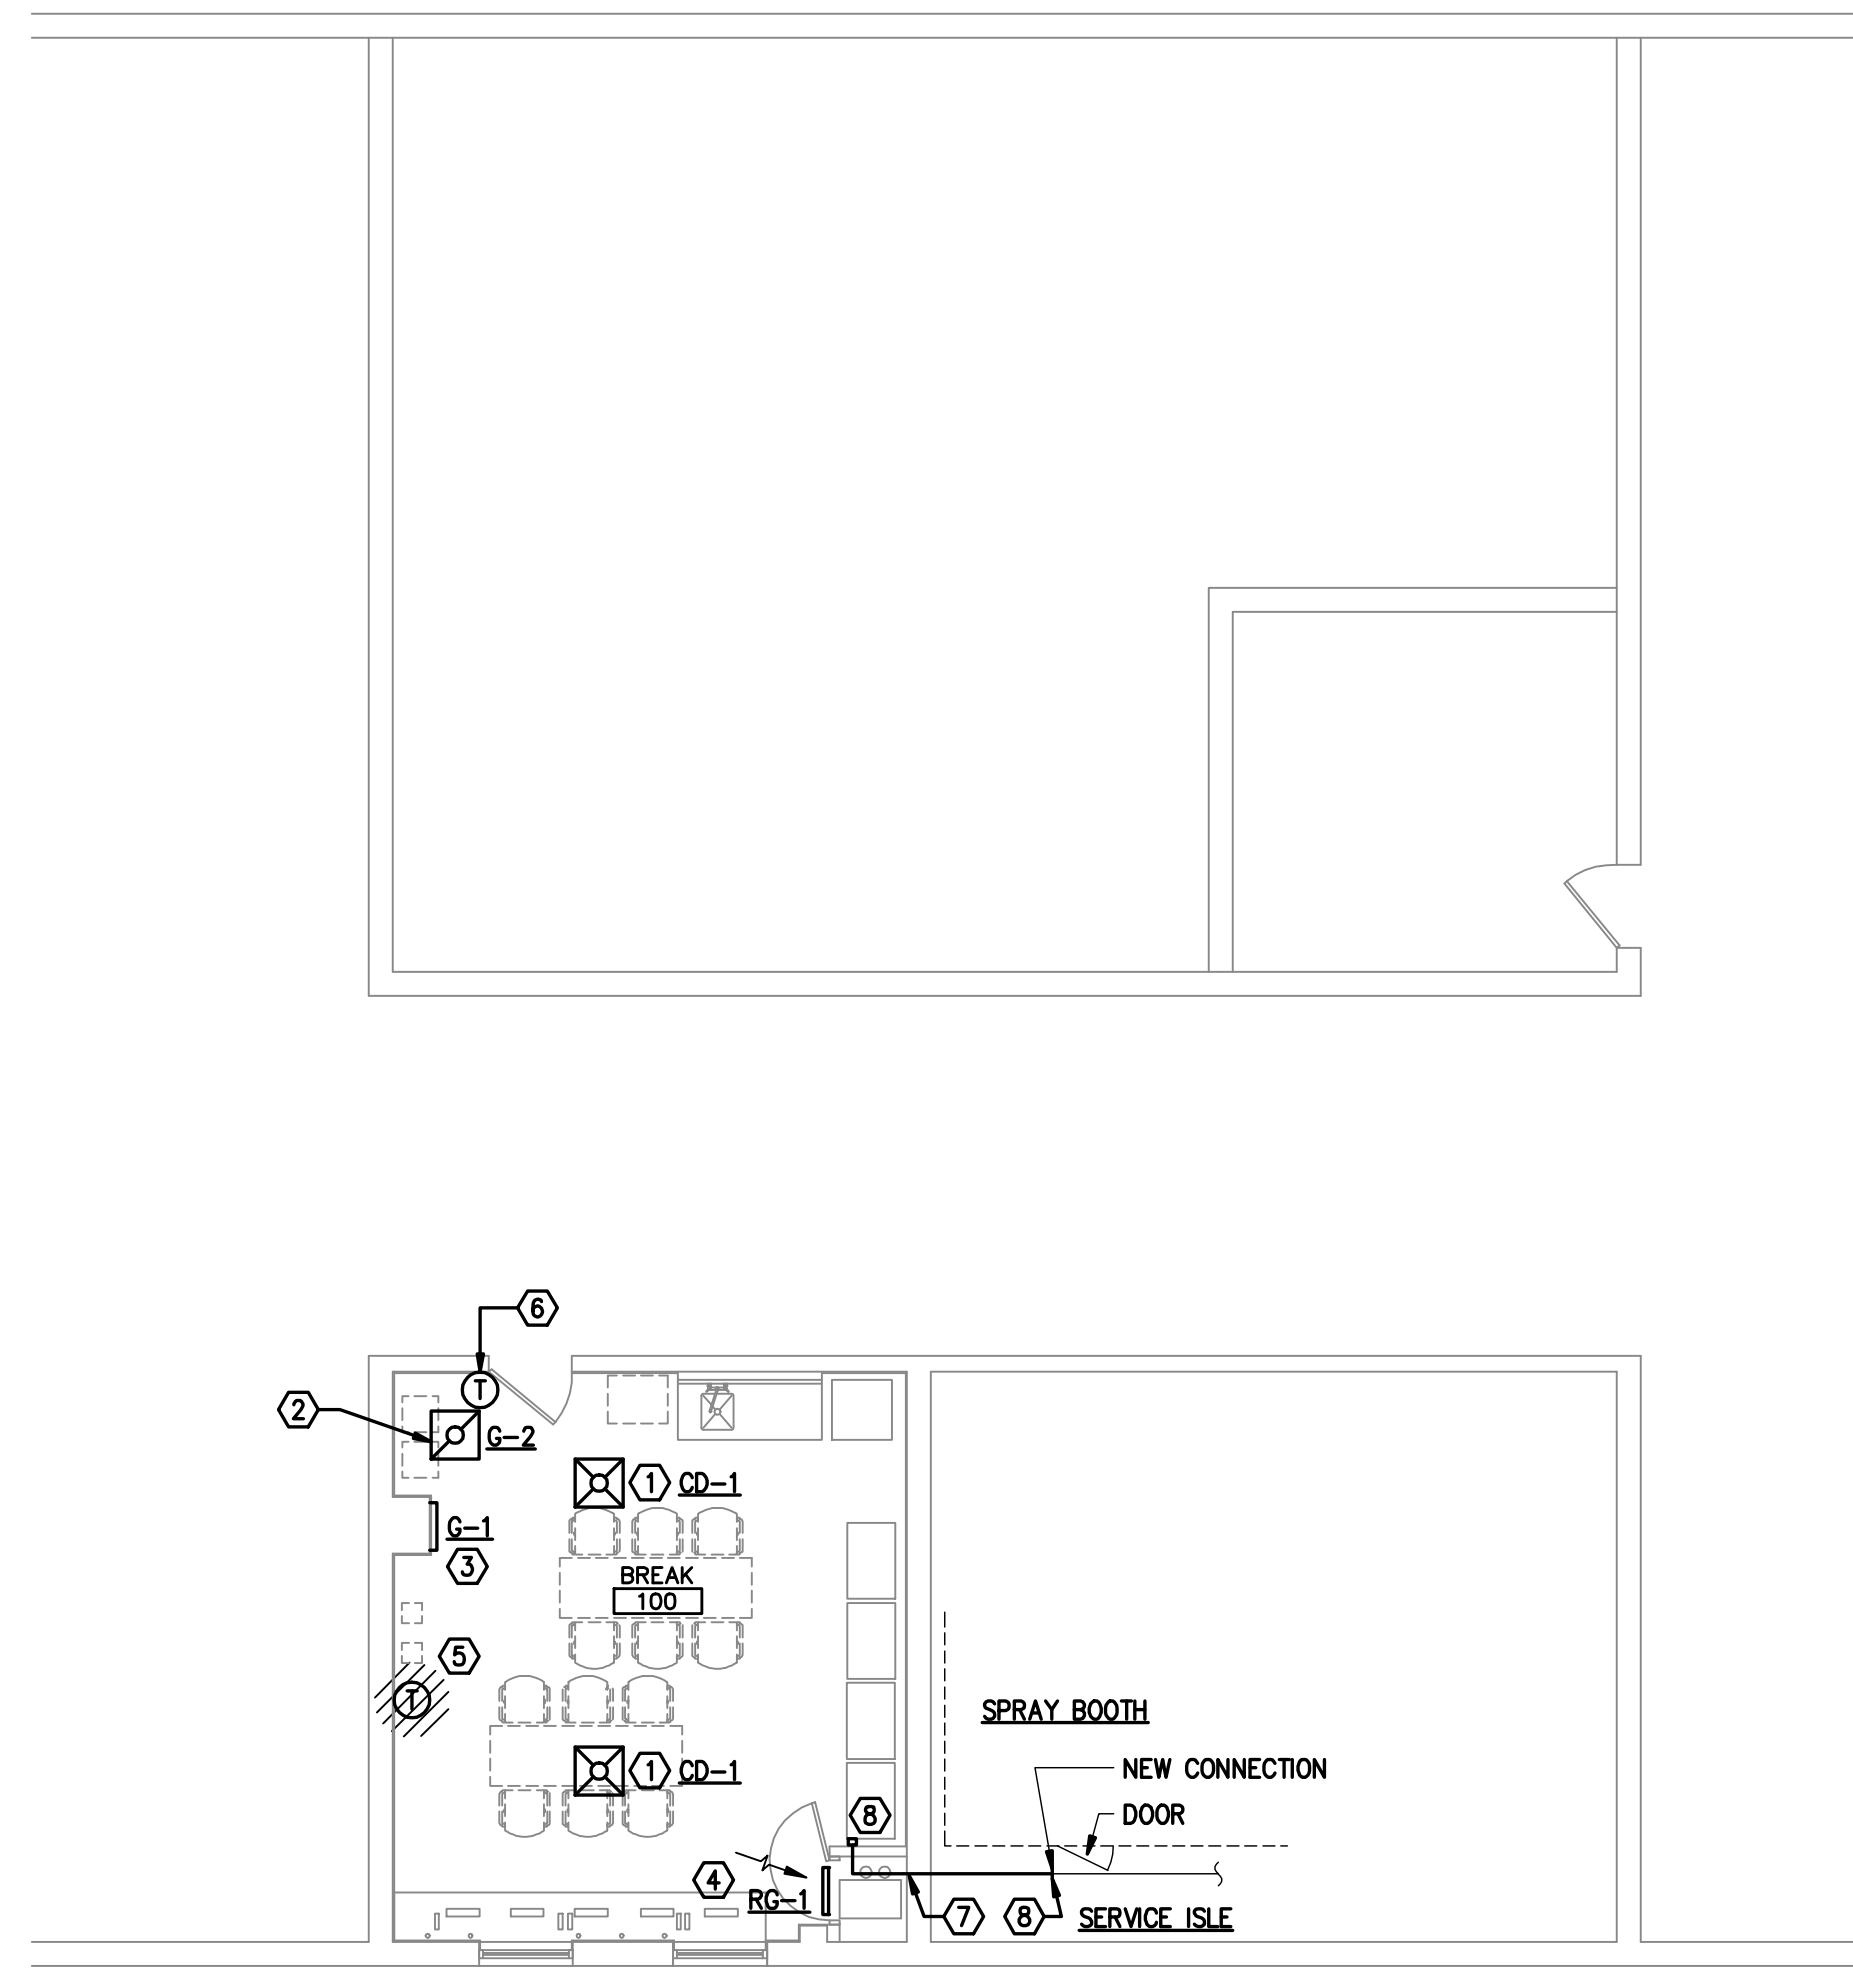 6
T
2
G-2
1 CD-1
G-1
3
BREAK
100
5
T
SPRAY BOOTH
1 CD-1
NEW CONNECTION
DOOR
8
4
RG-1
7
8
SERVICE ISLE